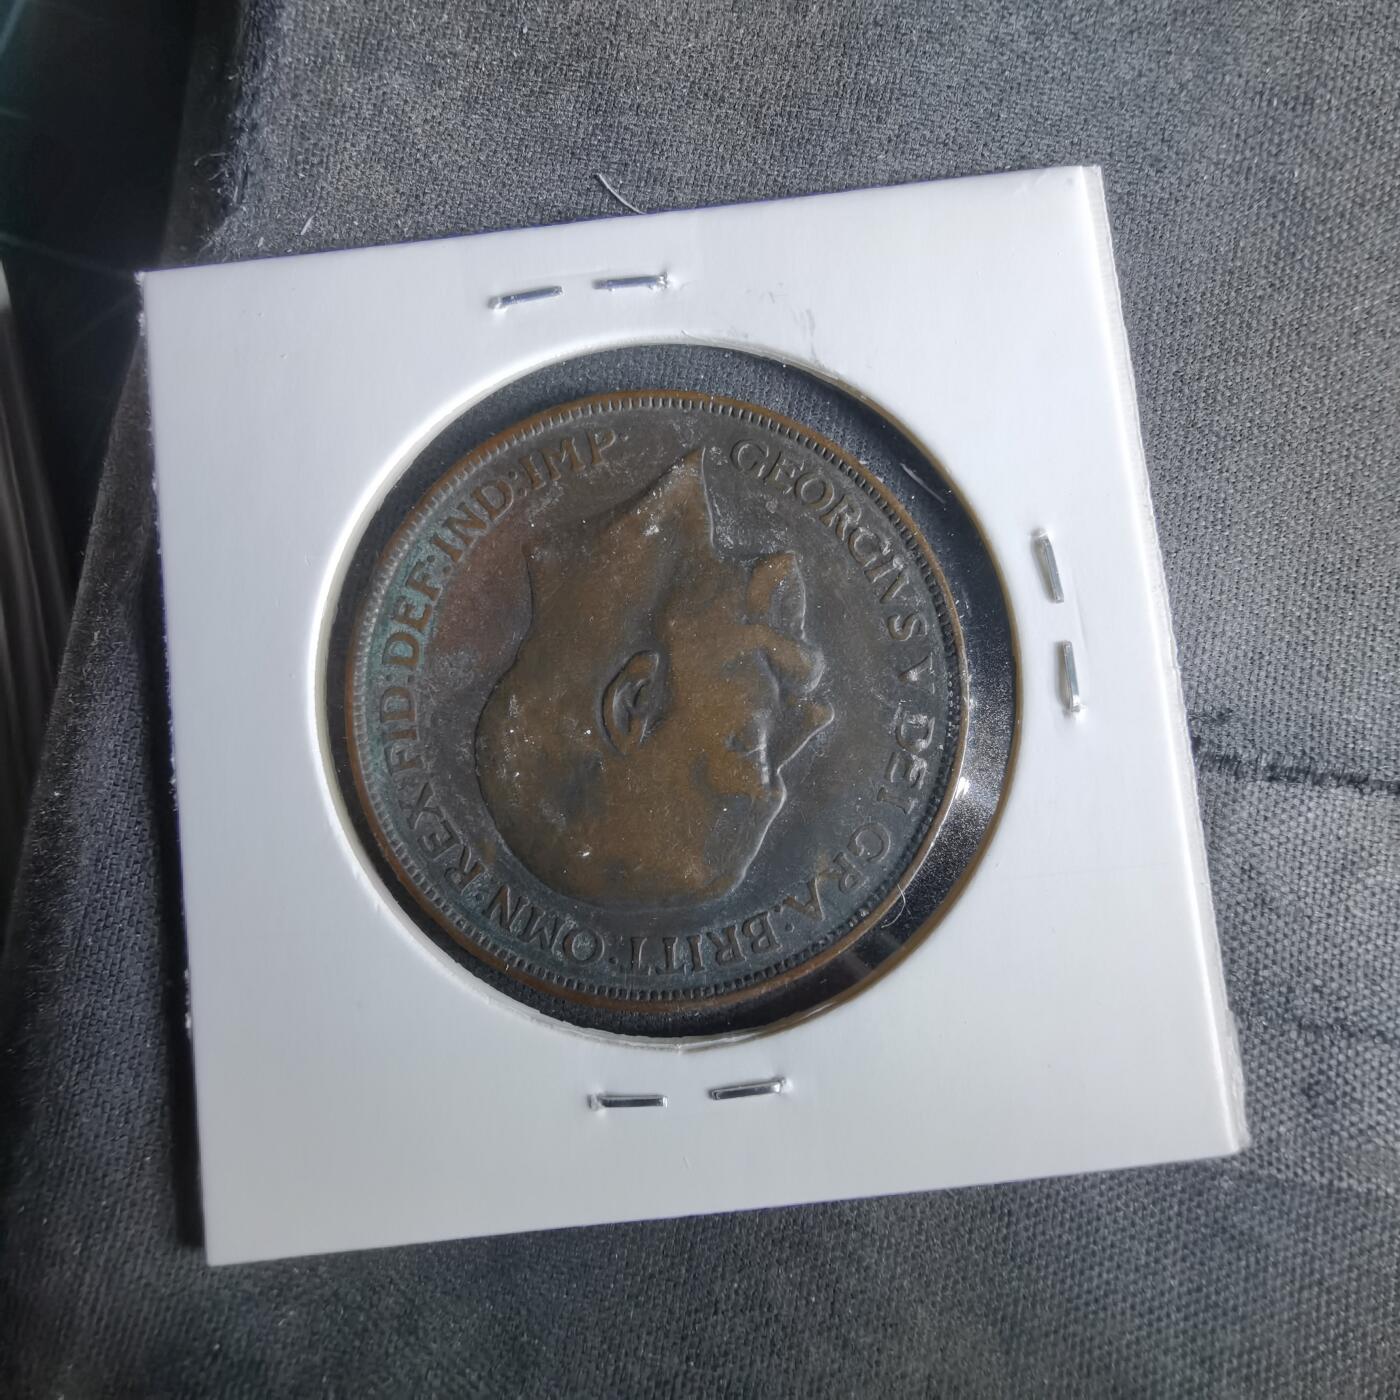 GEORGIVS V DEI GRA:BRITT:OMN:REX FID:DEF:IND:IMP: